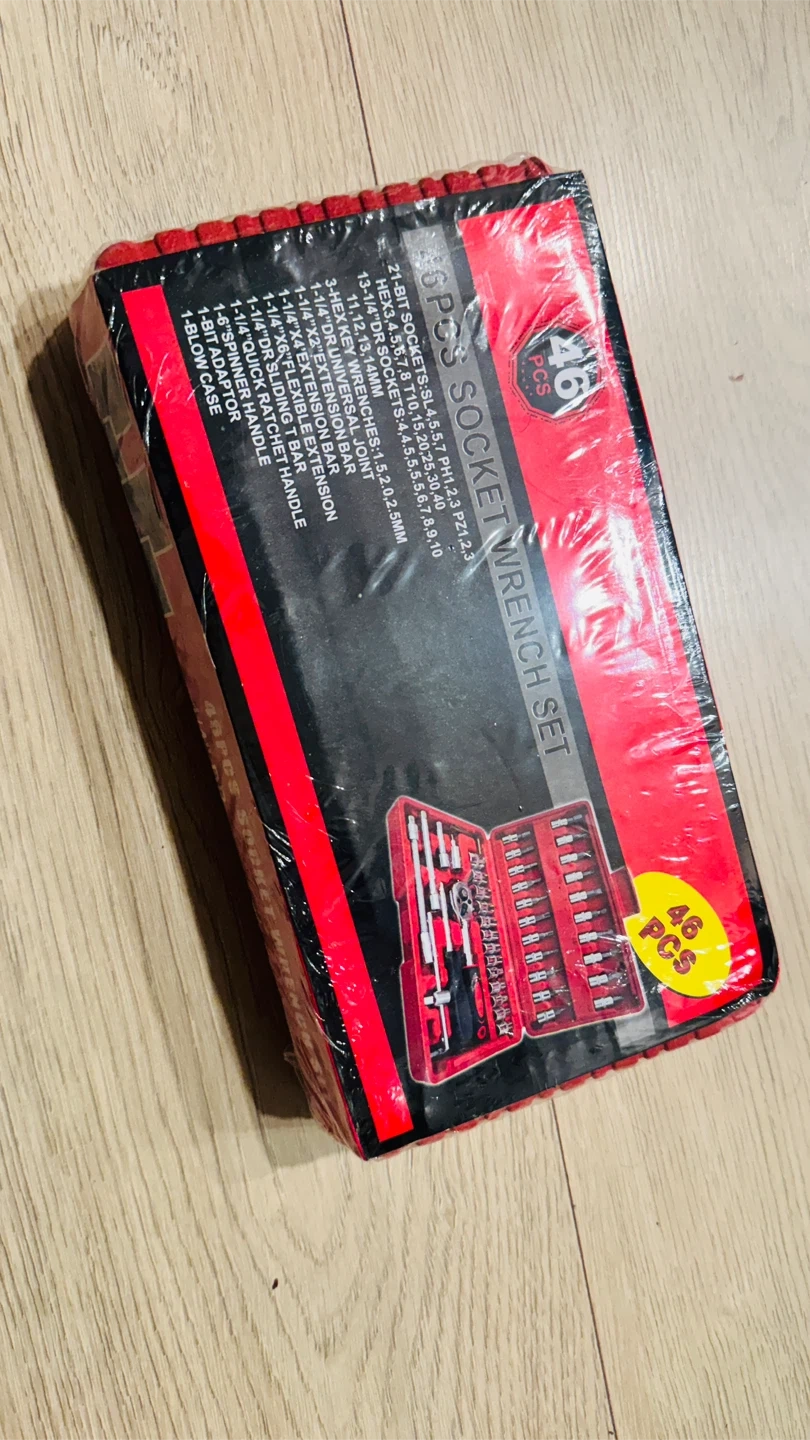 46
PCS
46PCS SOCKET WRENCH SET
21-BIT SOCKETS:SL4,5.5,7 PH1,2,3 PZ1,2,3
HEX3,4,5,6,7,8 T10,15,20,25,30,40
13-1/4"DR SOCKETS:4,4.5,5,5.5,6,7,8,9,10
11,12,13,14MM
3-HEX KEY WRENCHES:1.5,2.0,2.5MM
1-1/4"DR UNIVERSAL JOINT
1-1/4"X2"EXTENSION BAR
1-1/4"X4"EXTENSION BAR
1-1/4"X6"FLEXIBLE EXTENSION
1-1/4"DR SLIDING T BAR
1-1/4"QUICK RATCHET HANDLE
1-6"SPINNER HANDLE
1-BIT ADAPTOR
1-BLOW CASE
46
PCS
46PCS SOCKET WRENCH